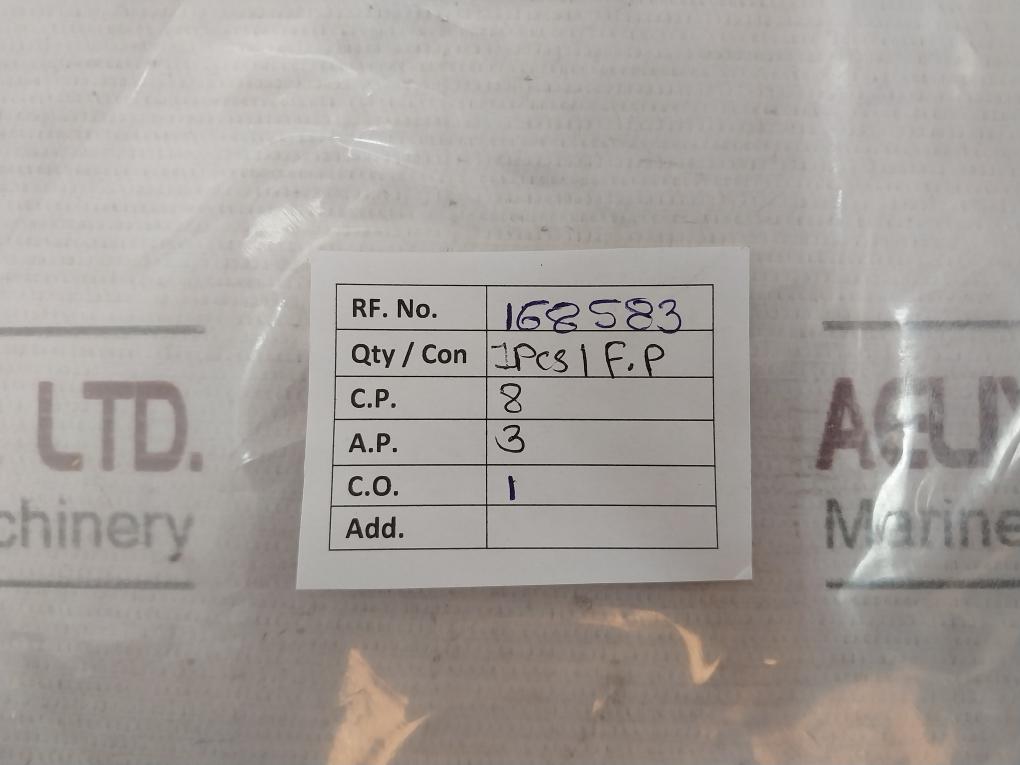 RF. No. 168583
Qty / Con 1Pcs / F.P
C.P. 8
A.P. 3
C.O. 1
Add.
LTD.
chinery
Marine